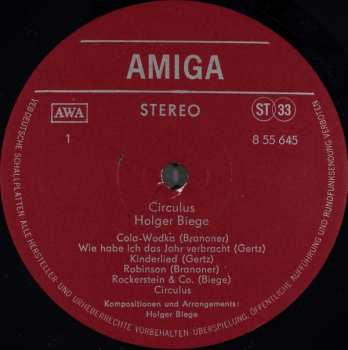 AMIGA
AWA
STEREO
ST 33
1
8 55 645
Circulus
Holger Biege
Cola-Wodka (Branoner)
Wie habe ich das Jahr verbracht (Gertz)
Kinderlied (Gertz)
Robinson (Branoner)
Rockerstein & Co. (Biege)
Circulus
Kompositionen und Arrangements:
Holger Biege
VEB DEUTSCHE SCHALLPLATTEN ALLE HERSTELLER- UND URHEBERRECHTE VORBEHALTEN ÜBERSPIELUNG, ÖFFENTLICHE AUFFÜHRUNG UND RUNDFUNKSENDUNG VERBOTEN